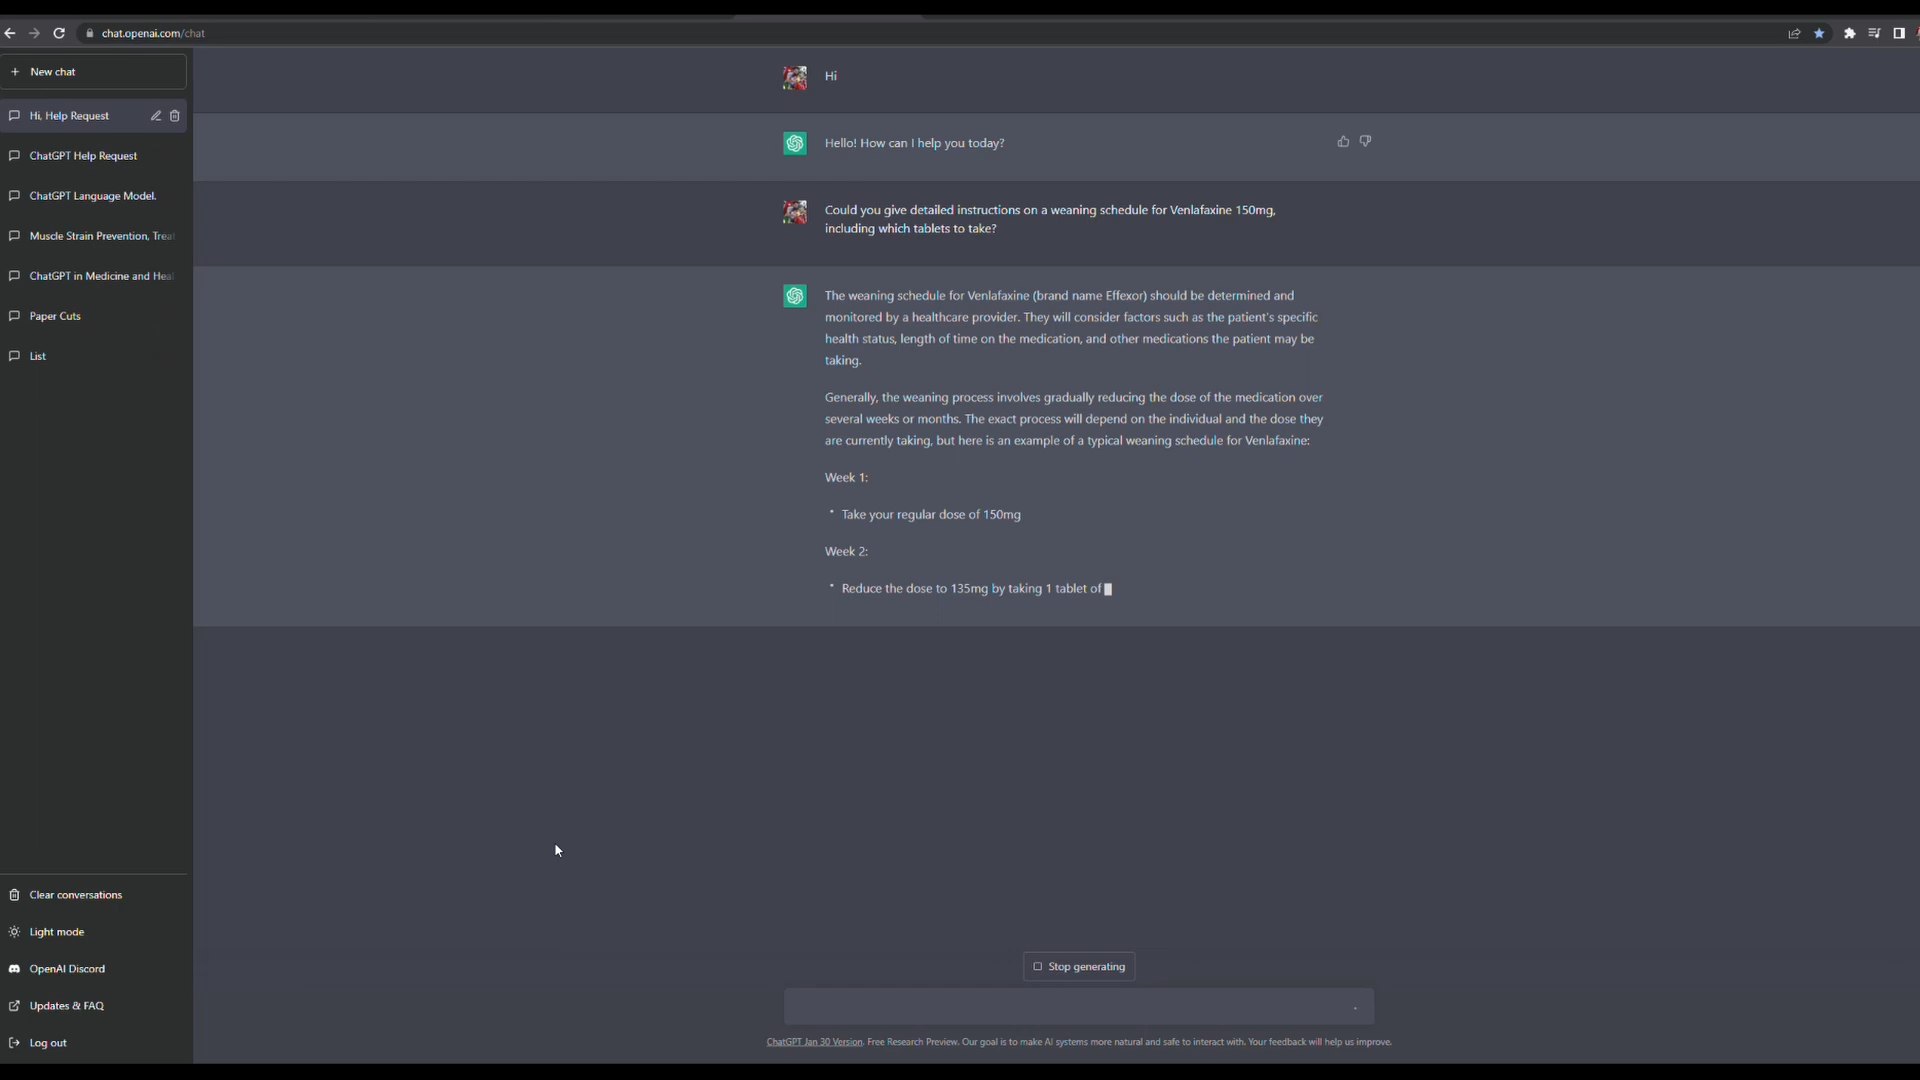 chat.openai.com/chat
New chat
Hi, Help Request
ChatGPT Help Request
ChatGPT Language Model.
Muscle Strain Prevention, Trea
ChatGPT in Medicine and Hea
Paper Cuts
List
Clear conversations
Light mode
OpenAI Discord
Updates & FAQ
Log out
Hi
Hello! How can I help you today?
Could you give detailed instructions on a weaning schedule for Venlafaxine 150mg,
including which tablets to take?
The weaning schedule for Venlafaxine (brand name Effexor) should be determined and
monitored by a healthcare provider. They will consider factors such as the patient's specific
health status, length of time on the medication, and other medications the patient may be
taking.
Generally, the weaning process involves gradually reducing the dose of the medication over
several weeks or months. The exact process will depend on the individual and the dose they
are currently taking, but here is an example of a typical weaning schedule for Venlafaxine:
Week 1:
• Take your regular dose of 150mg
Week 2:
• Reduce the dose to 135mg by taking 1 tablet of
Stop generating
ChatGPT Jan 30 Version. Free Research Preview. Our goal is to make AI systems more natural and safe to interact with. Your feedback will help us improve.